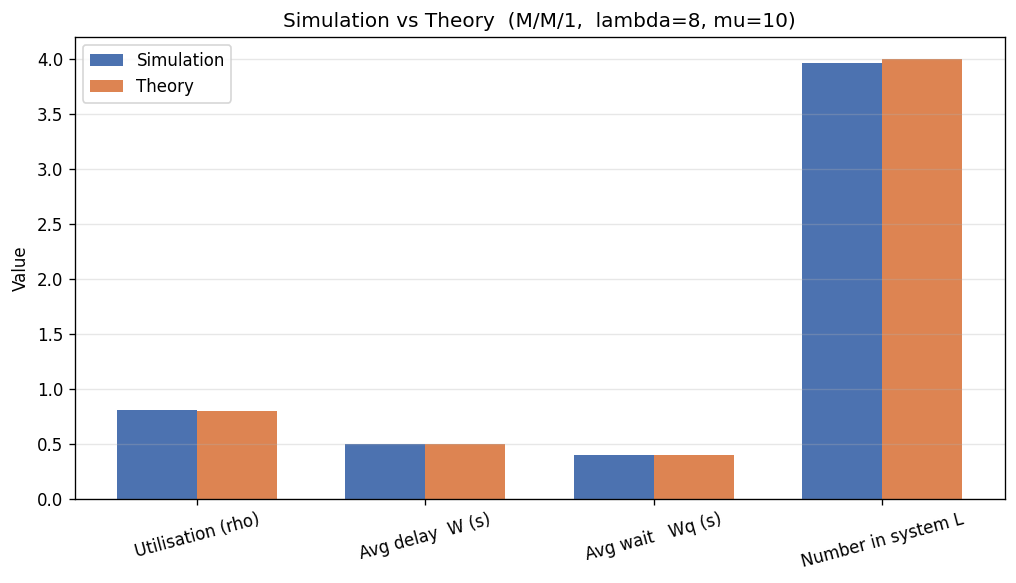 Simulation vs Theory  (M/M/1,  lambda=8, mu=10)
Simulation
Theory
Value
4.0
3.5
3.0
2.5
2.0
1.5
1.0
0.5
0.0
Utilisation (rho)
Avg delay  W (s)
Avg wait   Wq (s)
Number in system L